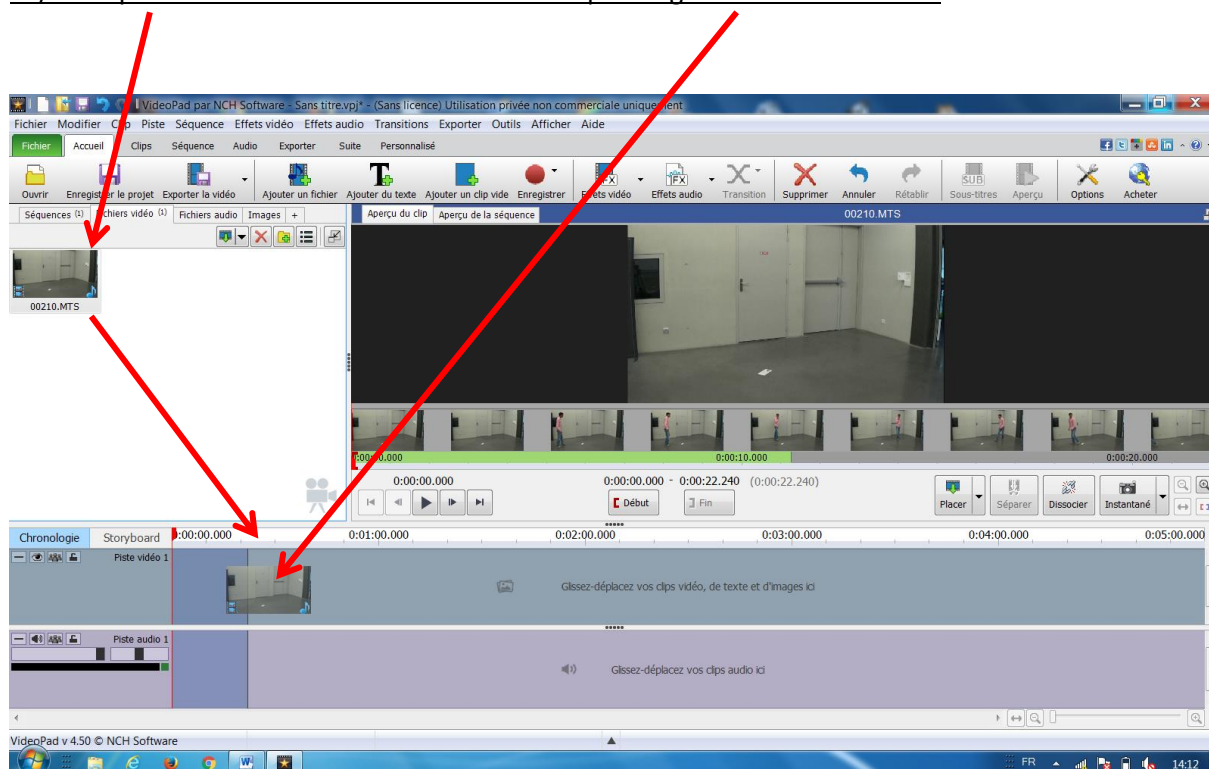 VideoPad par NCH Software - Sans titre.vpj* - (Sans licence) Utilisation privée non commerciale uniquement
Fichier Modifier Clip Piste Séquence Effets vidéo Effets audio Transitions Exporter Outils Afficher Aide
Fichier Accueil Clips Séquence Audio Exporter Suite Personnalisé
Ouvrir Enregistrer le projet Exporter la vidéo Ajouter un fichier Ajouter du texte Ajouter un clip vide Enregistrer Effets vidéo Effets audio Transition Supprimer Annuler Rétablir Sous-titres Aperçu Options Acheter
Séquences (1) Fichiers vidéo (1) Fichiers audio Images +
Aperçu du clip Aperçu de la séquence 00210.MTS
00210.MTS
0:00:00.000 0:00:10.000 0:00:20.000
0:00:00.000 0:00:00.000 - 0:00:22.240 (0:00:22.240)
Début Fin
Placer Séparer Dissocier Instantané
Chronologie Storyboard 0:00:00.000 0:01:00.000 0:02:00.000 0:03:00.000 0:04:00.000 0:05:00.000
Piste vidéo 1
Glissez-déplacez vos clips vidéo, de texte et d'images ici
Piste audio 1
Glissez-déplacez vos clips audio ici
VideoPad v 4.50 © NCH Software
FR 14:12